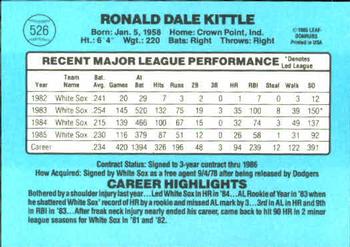 526
RONALD DALE KITTLE
Born: Jan. 5, 1958 Home: Crown Point, Ind.
Ht.: 6'4" Wgt.: 220 Bats: Right Throws: Right
© 1985 LEAF-DONRUSS
Printed in USA
RECENT MAJOR LEAGUE PERFORMANCE *Denotes Led League
Year Team Name Bat. Avg. At Bat Hits Runs 2B 3B HR RBI Steal Walk SO
1982 White Sox .241 20 29 7 3 2 0 1 7 0 3 12
1983 White Sox .254 145 520 132 75 19 3 35 100 8 39 150*
1984 White Sox .215 139 466 100 67 15 0 32 74 3 49 137
1985 White Sox .230 116 379 87 51 12 0 26 58 1 31 92
Career .234 420 1394 326 196 48 3 94 239 12 122 391
Contract Status: Signed to 3-year contract thru 1986
How Acquired: Signed by White Sox as a free agent 9/4/78 after being released by Dodgers
CAREER HIGHLIGHTS
Bothered by a shoulder injury last year...Led White Sox in HR in '84...AL Rookie of Year in '83
when he shattered White Sox' record of HR by a rookie and missed AL mark by 3...3rd in AL in HR and 9th
in RBI in '83...After freak neck injury nearly ended his career, came back to hit 90 HR in 2 minor
league seasons for White Sox in '81 and '82.